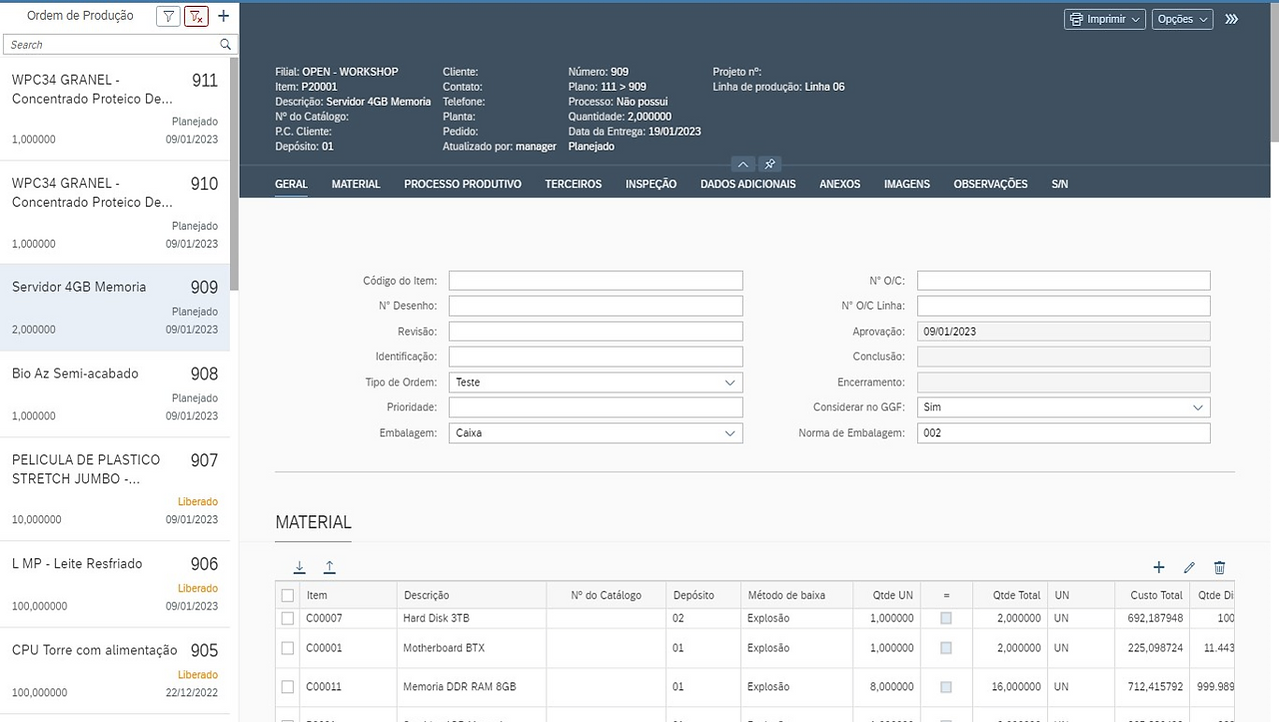 Ordem de Produção
Search
WPC34 GRANEL - 911
Concentrado Proteico De...
Planejado
1,000000 09/01/2023
WPC34 GRANEL - 910
Concentrado Proteico De...
Planejado
1,000000 09/01/2023
Servidor 4GB Memoria 909
Planejado
2,000000 09/01/2023
Bio Az Semi-acabado 908
Planejado
1,000000 09/01/2023
PELICULA DE PLASTICO 907
STRETCH JUMBO -...
Liberado
10,000000 09/01/2023
L MP - Leite Resfriado 906
Liberado
100,000000 09/01/2023
CPU Torre com alimentação 905
Liberado
100,000000 22/12/2022
Imprimir Opções
Filial: OPEN - WORKSHOP Cliente: Número: 909 Projeto nº:
Item: P20001 Contato: Plano: 111 > 909 Linha de produção: Linha 06
Descrição: Servidor 4GB Memoria Telefone: Processo: Não possui
Nº do Catálogo: Planta: Quantidade: 2,000000
P.C. Cliente: Pedido: Data da Entrega: 19/01/2023
Depósito: 01 Atualizado por: manager Planejado
GERAL MATERIAL PROCESSO PRODUTIVO TERCEIROS INSPEÇÃO DADOS ADICIONAIS ANEXOS IMAGENS OBSERVAÇÕES S/N
Código do Item: N° O/C:
N° Desenho: N° O/C Linha:
Revisão: Aprovação: 09/01/2023
Identificação: Conclusão:
Tipo de Ordem: Teste Encerramento:
Prioridade: Considerar no GGF: Sim
Embalagem: Caixa Norma de Embalagem: 002
MATERIAL
Item Descrição Nº do Catálogo Depósito Método de baixa Qtde UN = Qtde Total UN Custo Total Qtde Di
C00007 Hard Disk 3TB 02 Explosão 1,000000 2,000000 UN 692,187948 100
C00001 Motherboard BTX 01 Explosão 1,000000 2,000000 UN 225,098724 11.443
C00011 Memoria DDR RAM 8GB 01 Explosão 8,000000 16,000000 UN 712,415792 999.989